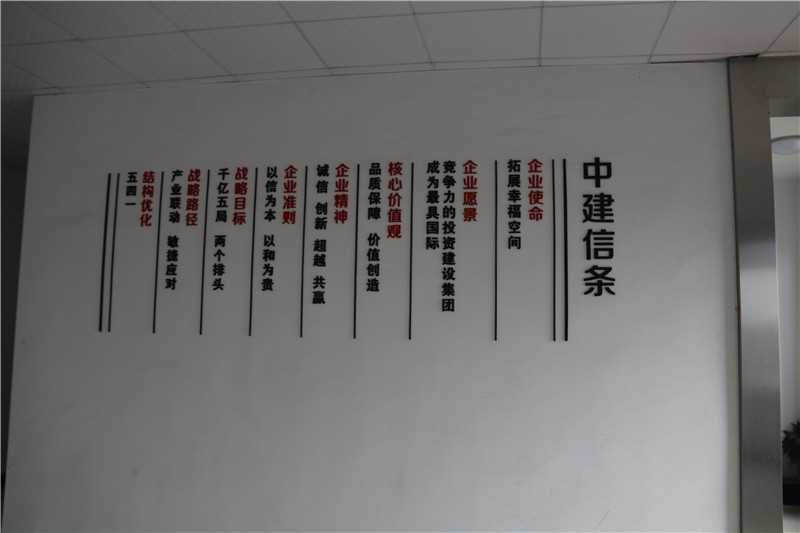 中建信条
企业使命
拓展幸福空间
企业愿景
竞争力的投资建设集团
成为最具国际
核心价值观
品质保障 价值创造
企业精神
诚信 创新 超越 共赢
企业准则
以信为本 以和为贵
战略目标
千亿五局 两个排头
战略路径
产业联动 敏捷应对
结构优化
五四一